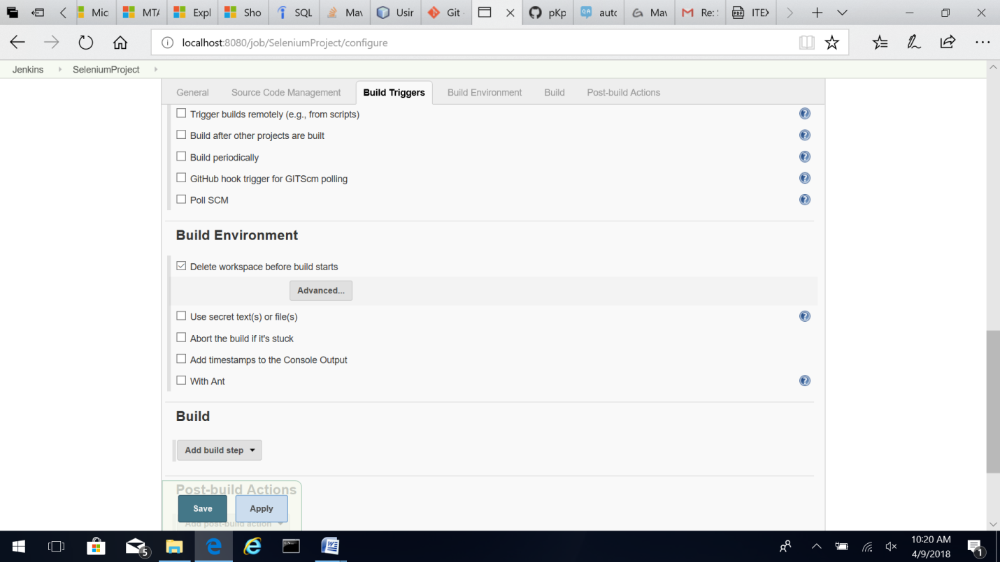 Mic
MTA
Expl
Sho
SQL
Mav
Usir
Git
pKp
auto
Mav
Re:
ITEX
localhost:8080/job/SeleniumProject/configure
Jenkins
SeleniumProject
General
Source Code Management
Build Triggers
Build Environment
Build
Post-build Actions
Trigger builds remotely (e.g., from scripts)
Build after other projects are built
Build periodically
GitHub hook trigger for GITScm polling
Poll SCM
Build Environment
Delete workspace before build starts
Advanced...
Use secret text(s) or file(s)
Abort the build if it's stuck
Add timestamps to the Console Output
With Ant
Build
Add build step
Post-build Actions
Save
Apply
Add post-build action
5
10:20 AM
4/9/2018
1